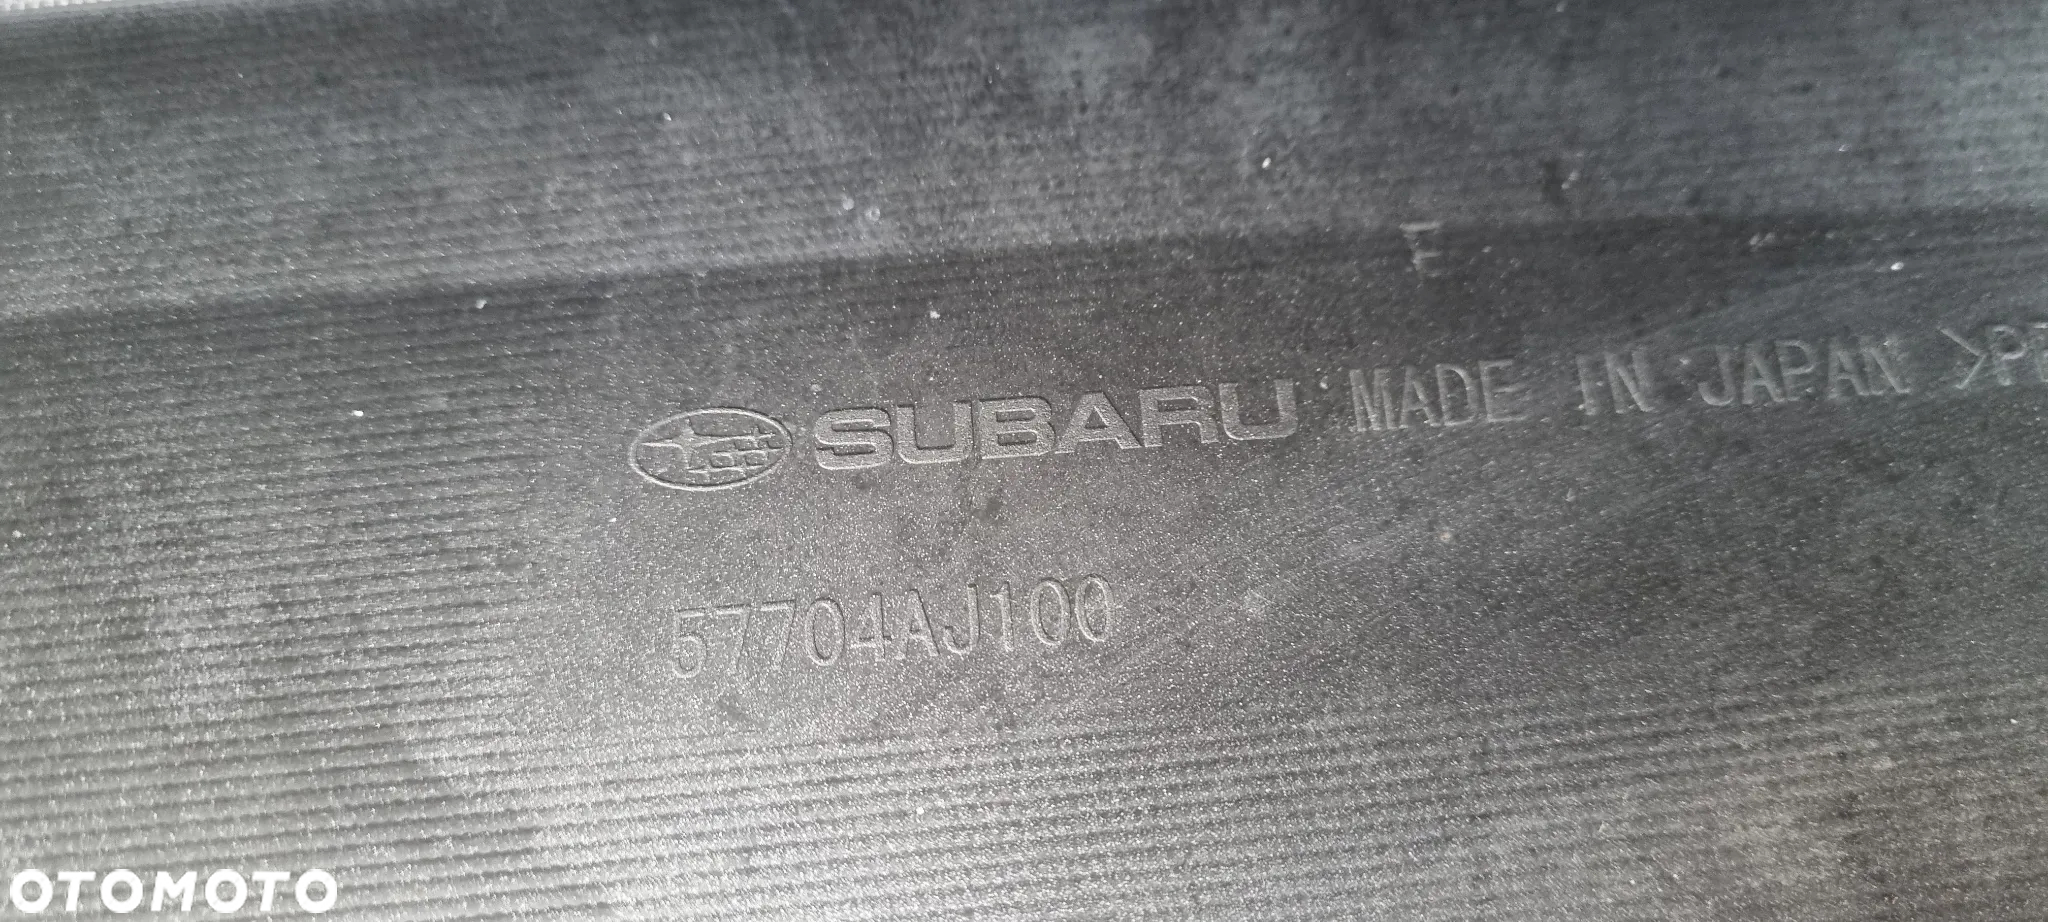 F
SUBARU MADE IN JAPAN
57704AJ100
OTOMOTO